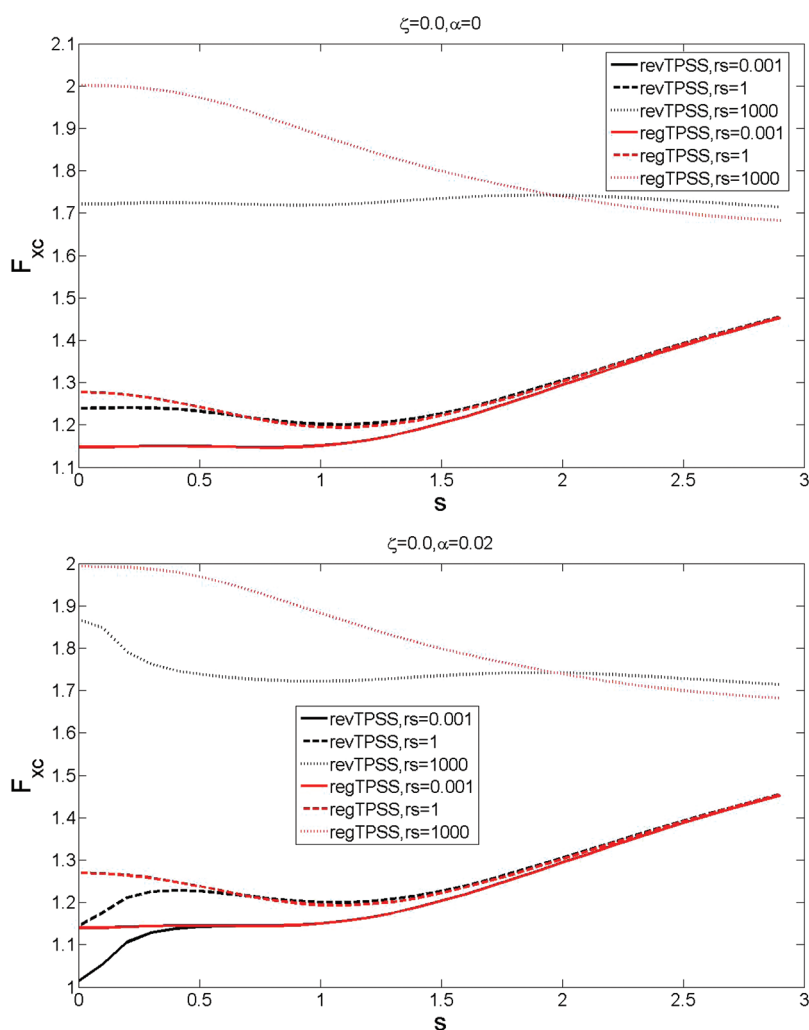 ζ=0.0,α=0
2.1
2
1.9
1.8
1.7
1.6
1.5
1.4
1.3
1.2
1.1
F_xc
revTPSS,rs=0.001
revTPSS,rs=1
revTPSS,rs=1000
regTPSS,rs=0.001
regTPSS,rs=1
regTPSS,rs=1000
0 0.5 1 1.5 2 2.5 3
s
ζ=0.0,α=0.02
2
1.9
1.8
1.7
1.6
1.5
1.4
1.3
1.2
1.1
1
F_xc
revTPSS,rs=0.001
revTPSS,rs=1
revTPSS,rs=1000
regTPSS,rs=0.001
regTPSS,rs=1
regTPSS,rs=1000
0 0.5 1 1.5 2 2.5 3
s